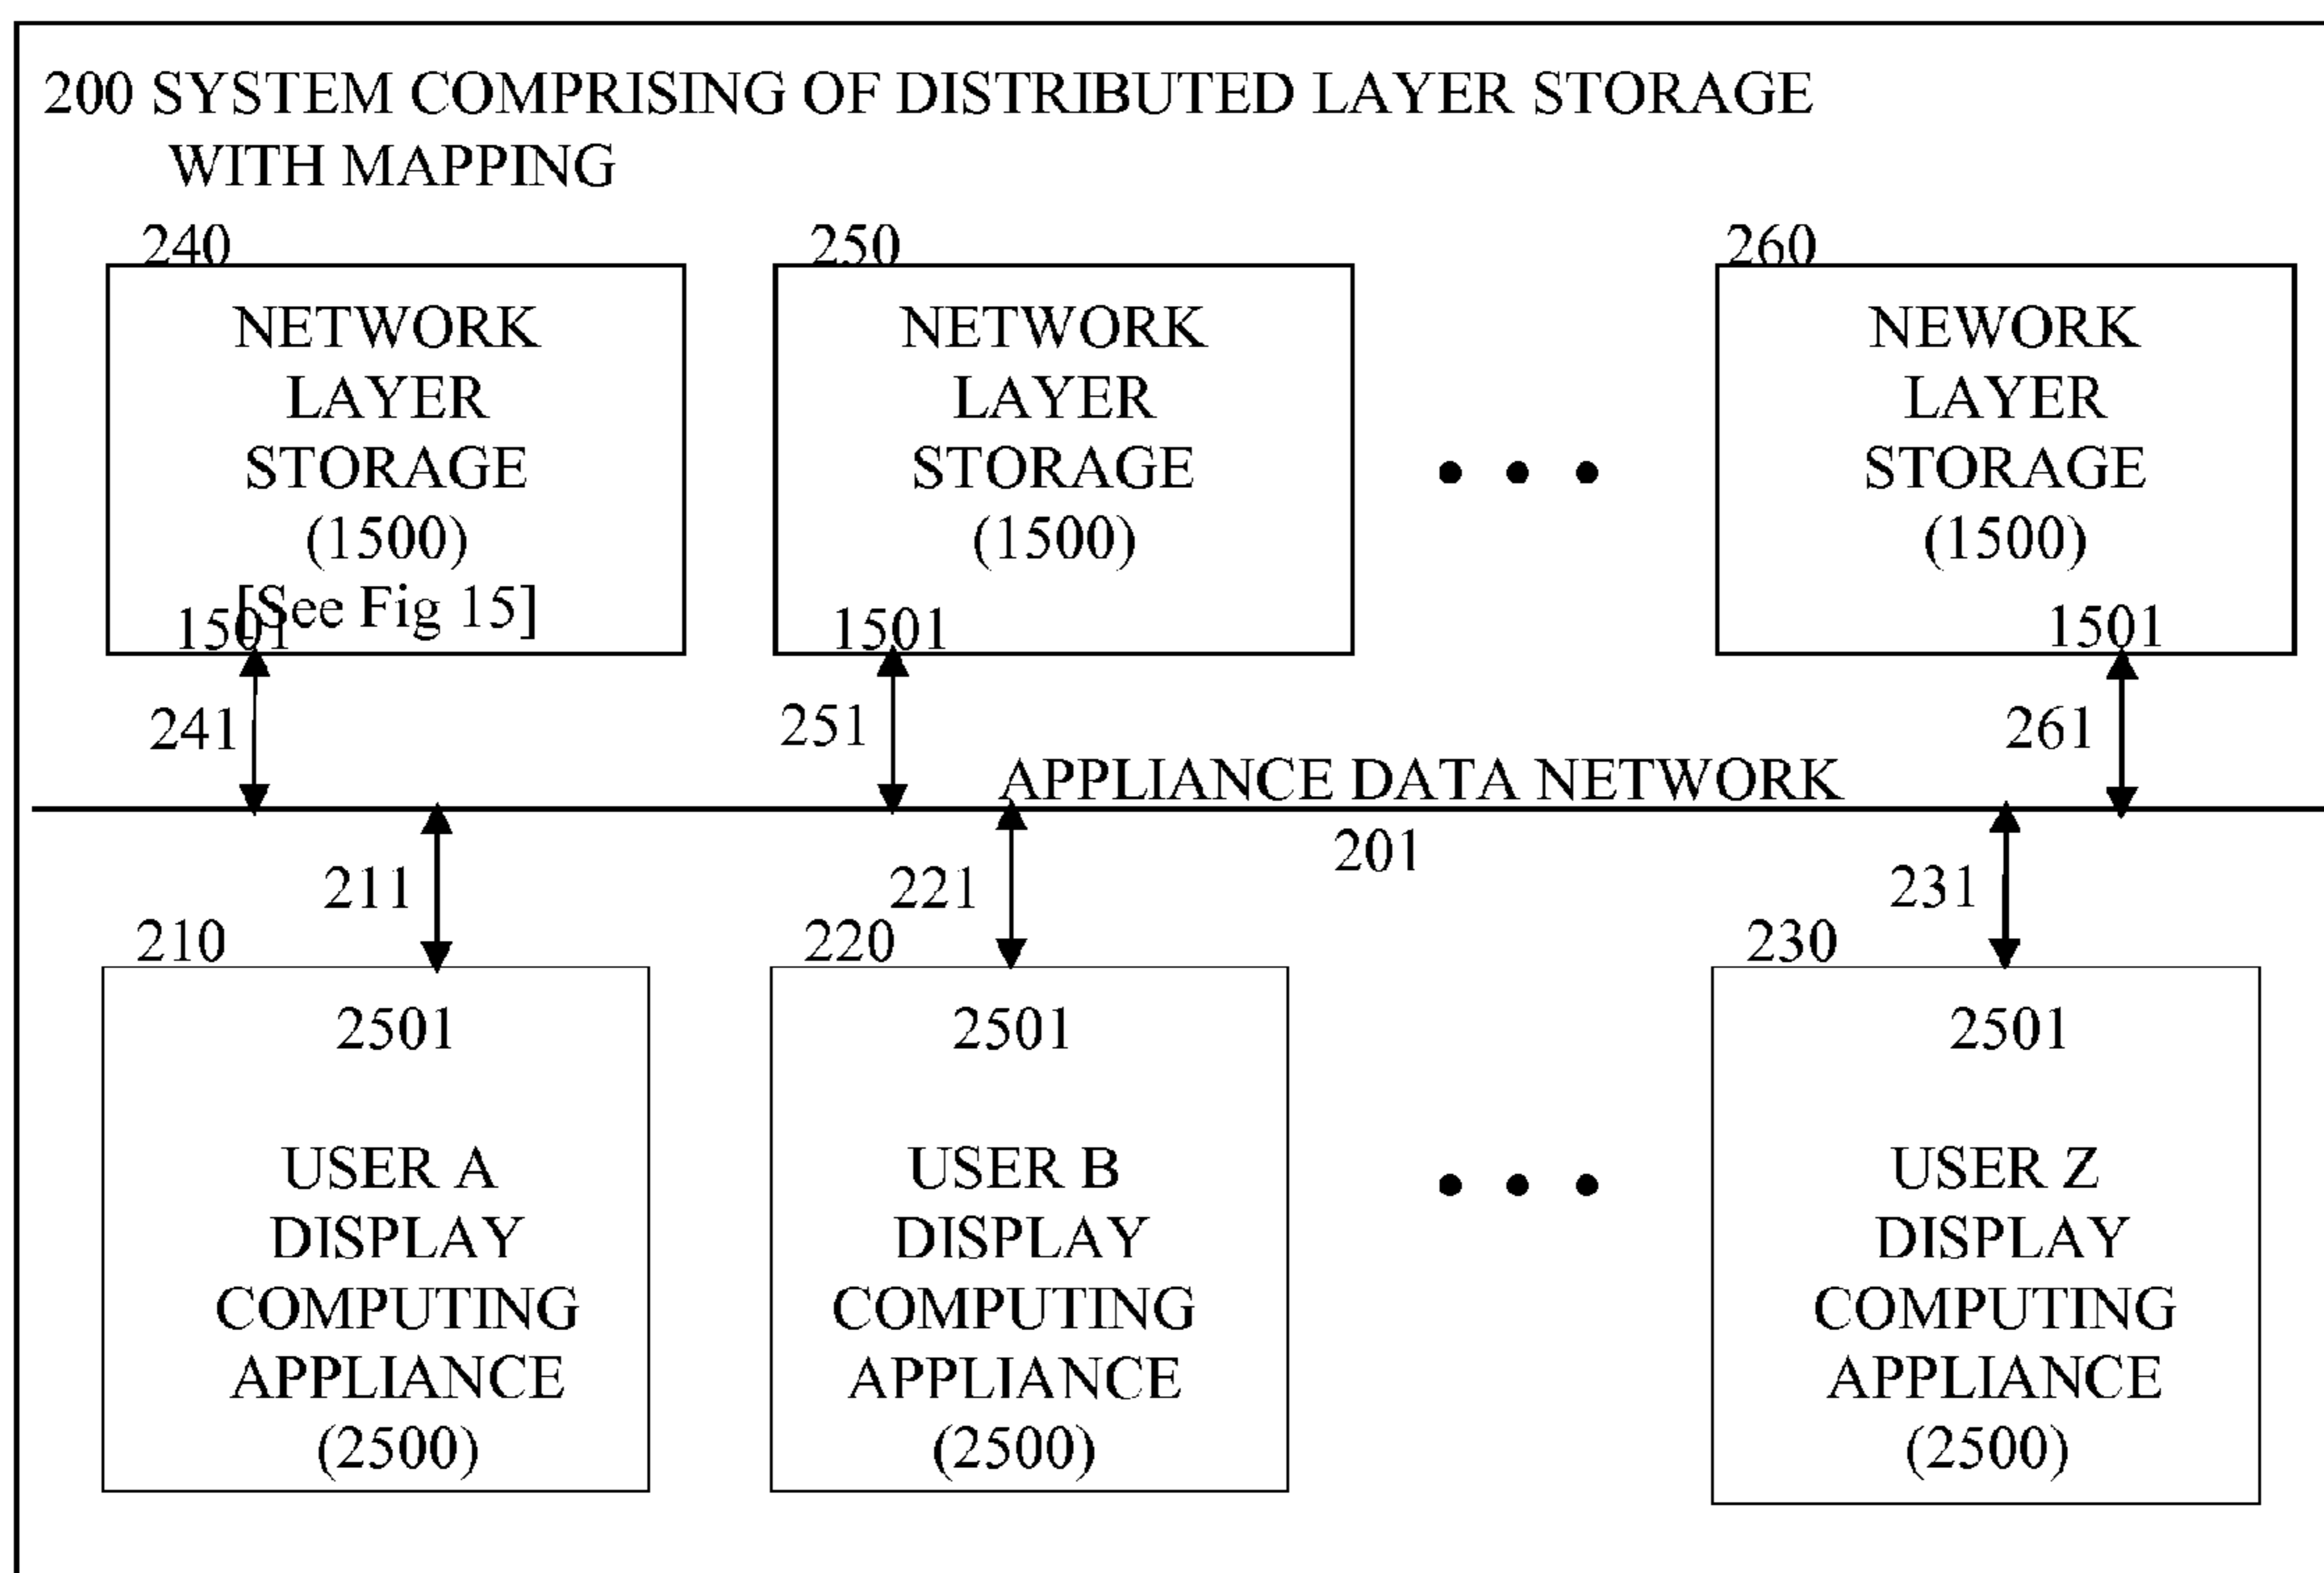 200 SYSTEM COMPRISING OF DISTRIBUTED LAYER STORAGE
WITH MAPPING
240
NETWORK
LAYER
STORAGE
(1500)
[See Fig 15]
1501
250
NETWORK
LAYER
STORAGE
(1500)
1501
260
NEWORK
LAYER
STORAGE
(1500)
1501
241
251
261
APPLIANCE DATA NETWORK
201
211
221
231
210
2501
USER A
DISPLAY
COMPUTING
APPLIANCE
(2500)
220
2501
USER B
DISPLAY
COMPUTING
APPLIANCE
(2500)
230
2501
USER Z
DISPLAY
COMPUTING
APPLIANCE
(2500)